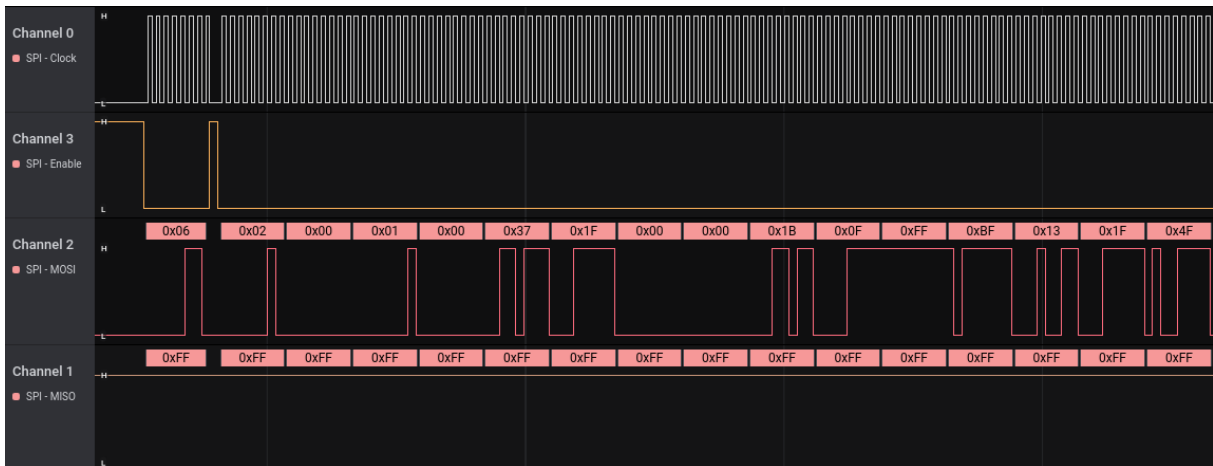 Channel 0
SPI - Clock
H
L
Channel 3
SPI - Enable
H
L
Channel 2
SPI - MOSI
0x06 0x02 0x00 0x01 0x00 0x37 0x1F 0x00 0x00 0x1B 0x0F 0xFF 0xBF 0x13 0x1F 0x4F
H
L
Channel 1
SPI - MISO
0xFF 0xFF 0xFF 0xFF 0xFF 0xFF 0xFF 0xFF 0xFF 0xFF 0xFF 0xFF 0xFF 0xFF 0xFF 0xFF
H
L